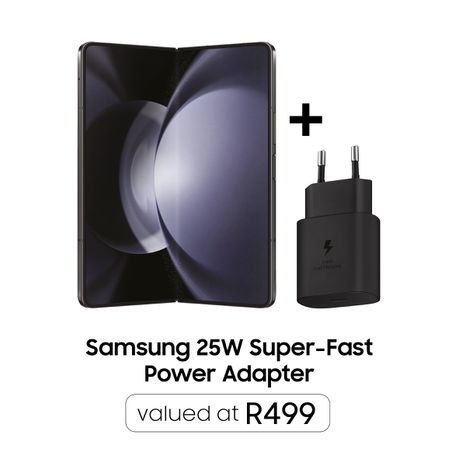 +
Samsung 25W Super-Fast
Power Adapter
valued at R499